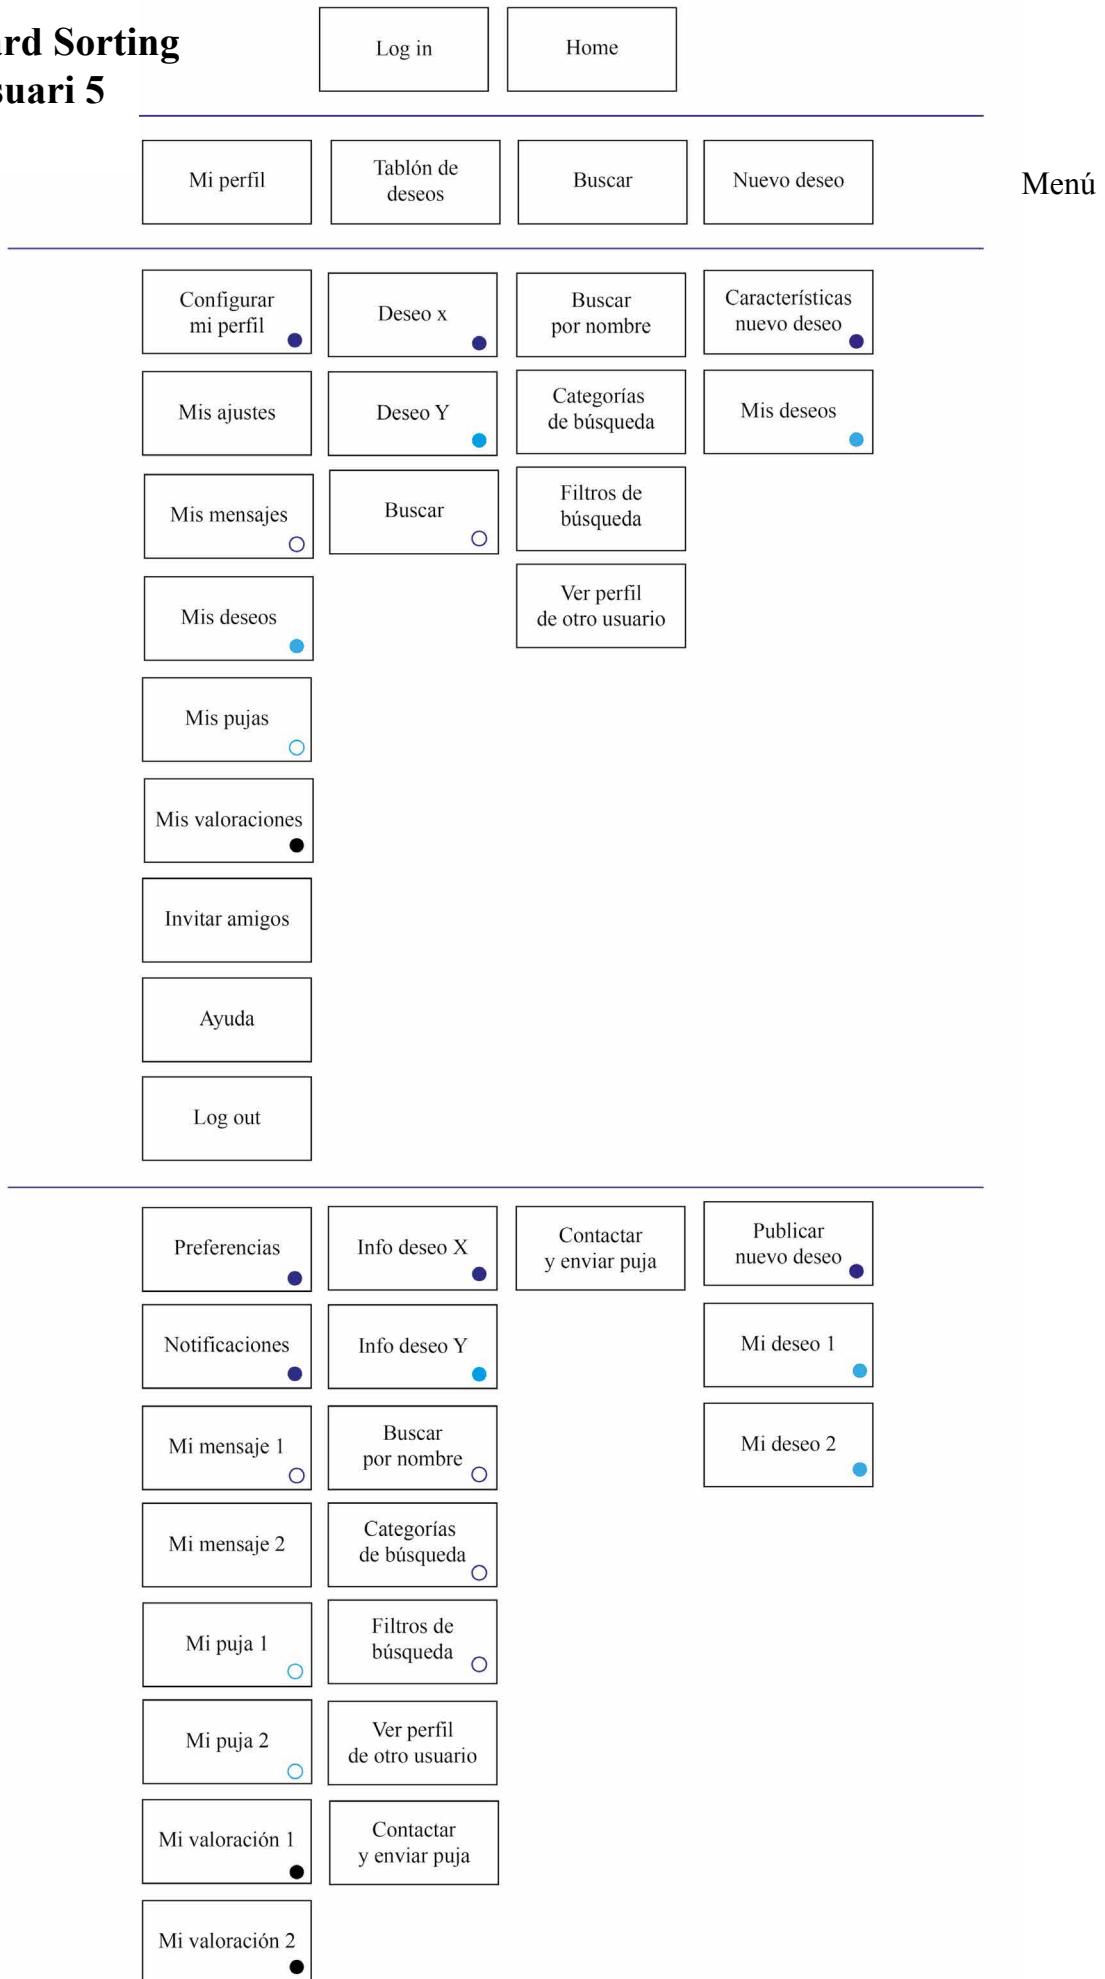 rd Sorting
suari 5
Log in
Home
Mi perfil
Tablón de
deseos
Buscar
Nuevo deseo
Menú
Configurar
mi perfil
Deseo x
Buscar
por nombre
Características
nuevo deseo
Mis ajustes
Deseo Y
Categorías
de búsqueda
Mis deseos
Mis mensajes
Buscar
Filtros de
búsqueda
Mis deseos
Ver perfil
de otro usuario
Mis pujas
Mis valoraciones
Invitar amigos
Ayuda
Log out
Preferencias
Info deseo X
Contactar
y enviar puja
Publicar
nuevo deseo
Notificaciones
Info deseo Y
Mi deseo 1
Mi mensaje 1
Buscar
por nombre
Mi deseo 2
Mi mensaje 2
Categorías
de búsqueda
Mi puja 1
Filtros de
búsqueda
Mi puja 2
Ver perfil
de otro usuario
Mi valoración 1
Contactar
y enviar puja
Mi valoración 2